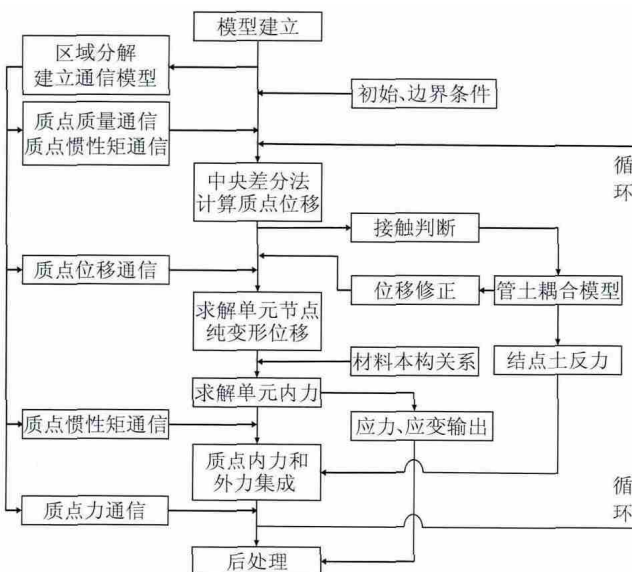 模型建立
区域分解
建立通信模型
初始、边界条件
质点质量通信
质点惯性矩通信
循
环
中央差分法
计算质点位移
接触判断
质点位移通信
位移修正
管土耦合模型
求解单元节点
纯变形位移
材料本构关系
结点土反力
求解单元内力
质点惯性矩通信
应力、应变输出
质点内力和
外力集成
循
环
质点力通信
后处理